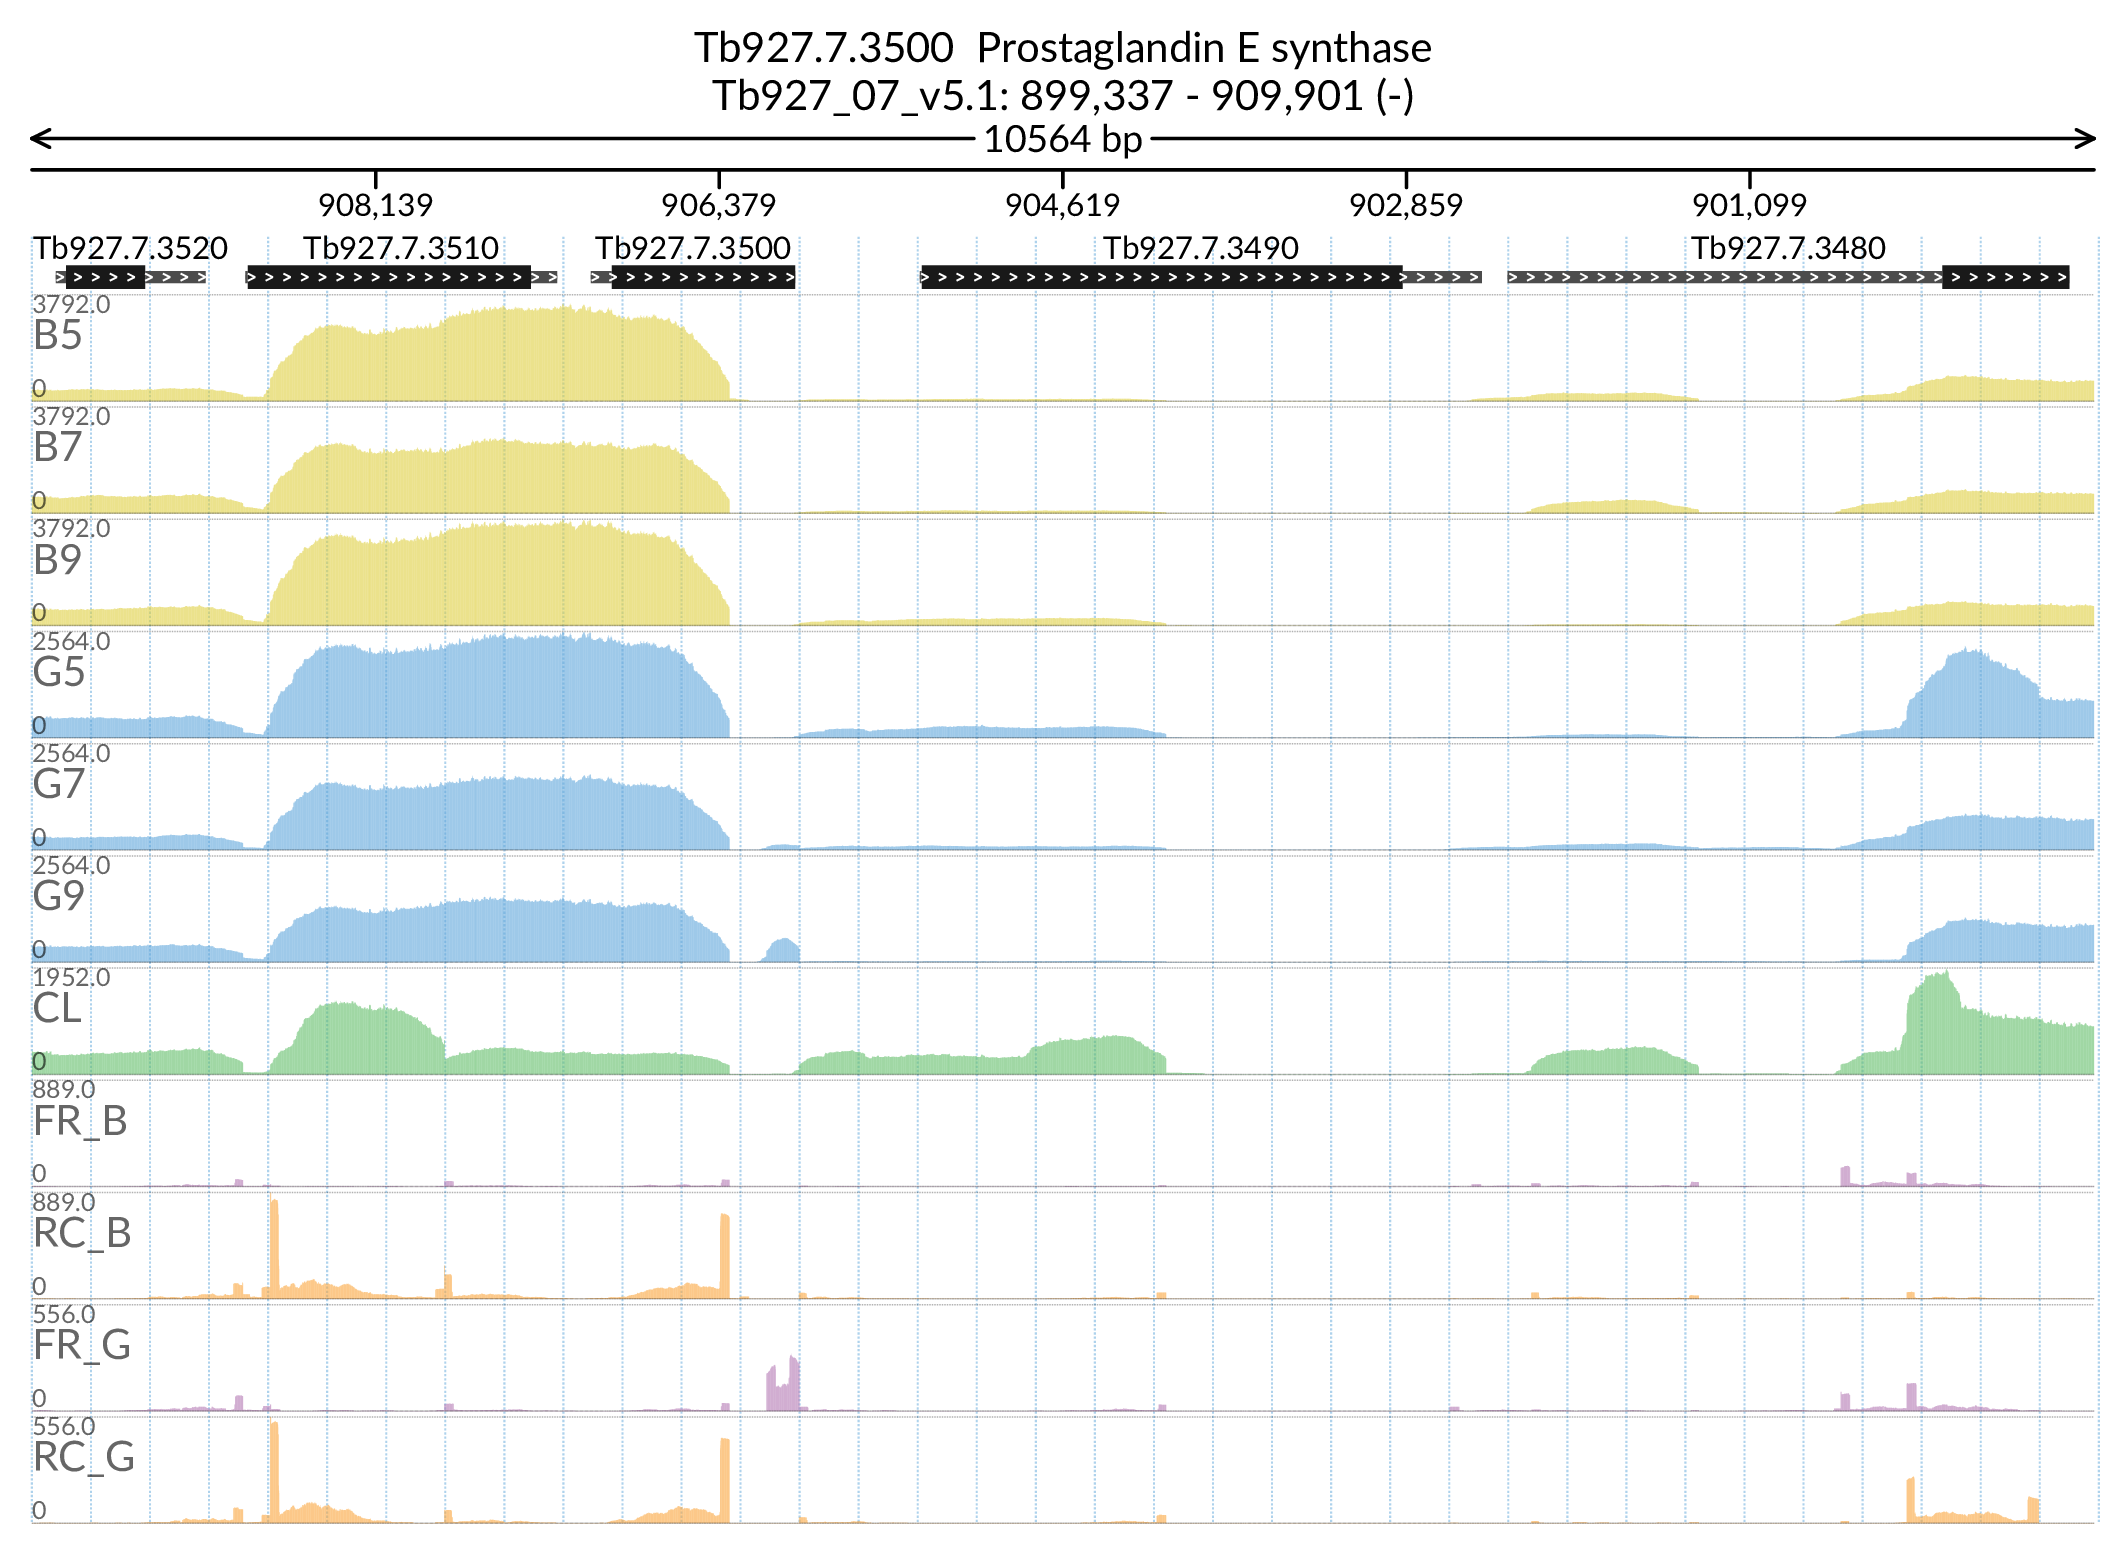 Tb927.7.3500  Prostaglandin E synthase
Tb927_07_v5.1: 899,337 - 909,901 (-)
10564 bp
908,139 906,379 904,619 902,859 901,099
Tb927.7.3520 Tb927.7.3510 Tb927.7.3500 Tb927.7.3490 Tb927.7.3480
3792.0
B5
0
3792.0
B7
0
3792.0
B9
0
2564.0
G5
0
2564.0
G7
0
2564.0
G9
0
1952.0
CL
0
889.0
FR_B
0
889.0
RC_B
0
556.0
FR_G
0
556.0
RC_G
0